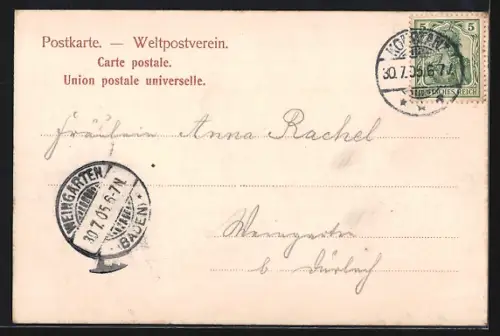 Postkarte. — Weltpostverein.
Carte postale.
Union postale universelle.
5 5
DEUTSCHES REICH
30.7.05.6-7N.
Fräulein Anna Rachel
WEINGARTEN
30.7.05.6-7N.
(BADEN)
Weingarten
b. Durlach